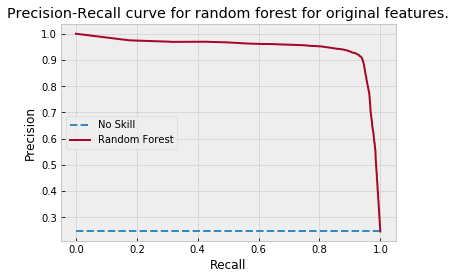 Precision-Recall curve for random forest for original features.
1.0
0.9
0.8
0.7
0.6
0.5
0.4
0.3
Precision
No Skill
Random Forest
0.0 0.2 0.4 0.6 0.8 1.0
Recall